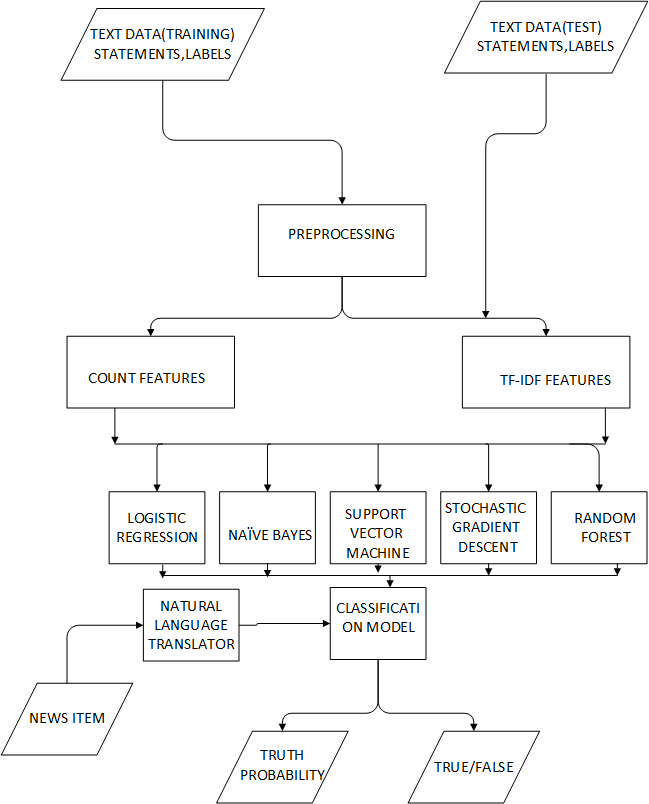 TEXT DATA(TRAINING)
STATEMENTS,LABELS
TEXT DATA(TEST)
STATEMENTS,LABELS
PREPROCESSING
COUNT FEATURES
TF-IDF FEATURES
LOGISTIC
REGRESSION
NAÏVE BAYES
SUPPORT
VECTOR
MACHINE
STOCHASTIC
GRADIENT
DESCENT
RANDOM
FOREST
NATURAL
LANGUAGE
TRANSLATOR
CLASSIFICATI
ON MODEL
NEWS ITEM
TRUTH
PROBABILITY
TRUE/FALSE